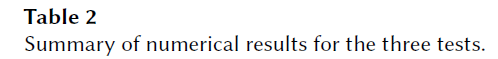 Table 2
Summary of numerical results for the three tests.